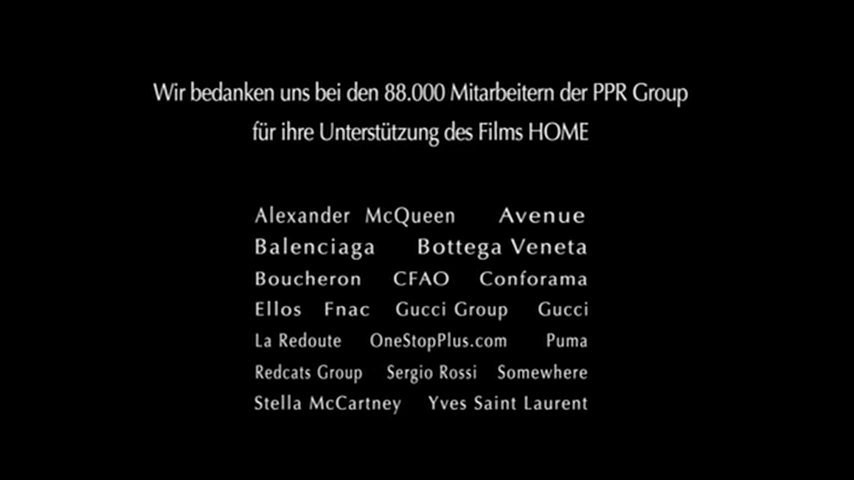 Wir bedanken uns bei den 88.000 Mitarbeitern der PPR Group
für ihre Unterstützung des Films HOME
Alexander McQueen Avenue
Balenciaga Bottega Veneta
Boucheron CFAO Conforama
Ellos Fnac Gucci Group Gucci
La Redoute OneStopPlus.com Puma
Redcats Group Sergio Rossi Somewhere
Stella McCartney Yves Saint Laurent